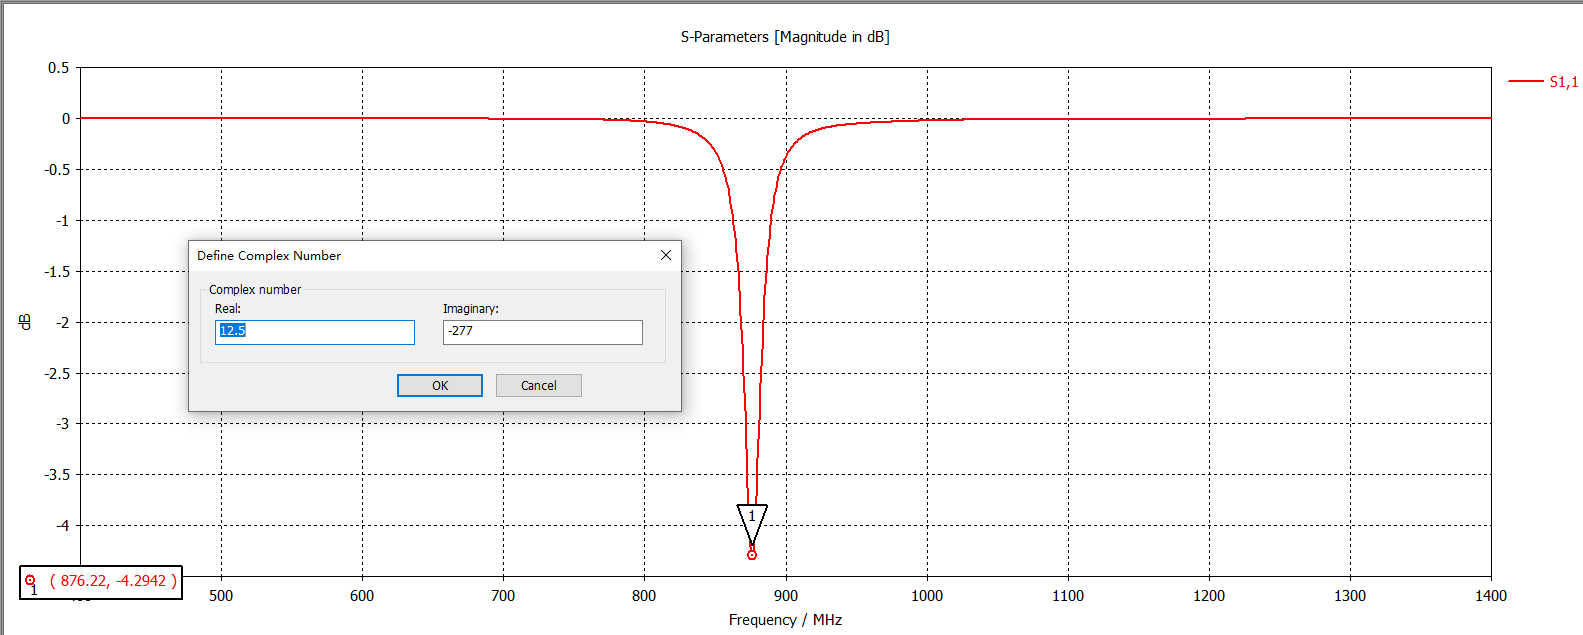 S-Parameters [Magnitude in dB]
0.5
0
-0.5
-1
-1.5
-2
-2.5
-3
-3.5
-4
dB
S1,1
Define Complex Number
Complex number
Real:
Imaginary:
12.5
-277
OK
Cancel
1
( 876.22, -4.2942 )
1
500
600
700
800
900
1000
1100
1200
1300
1400
Frequency / MHz